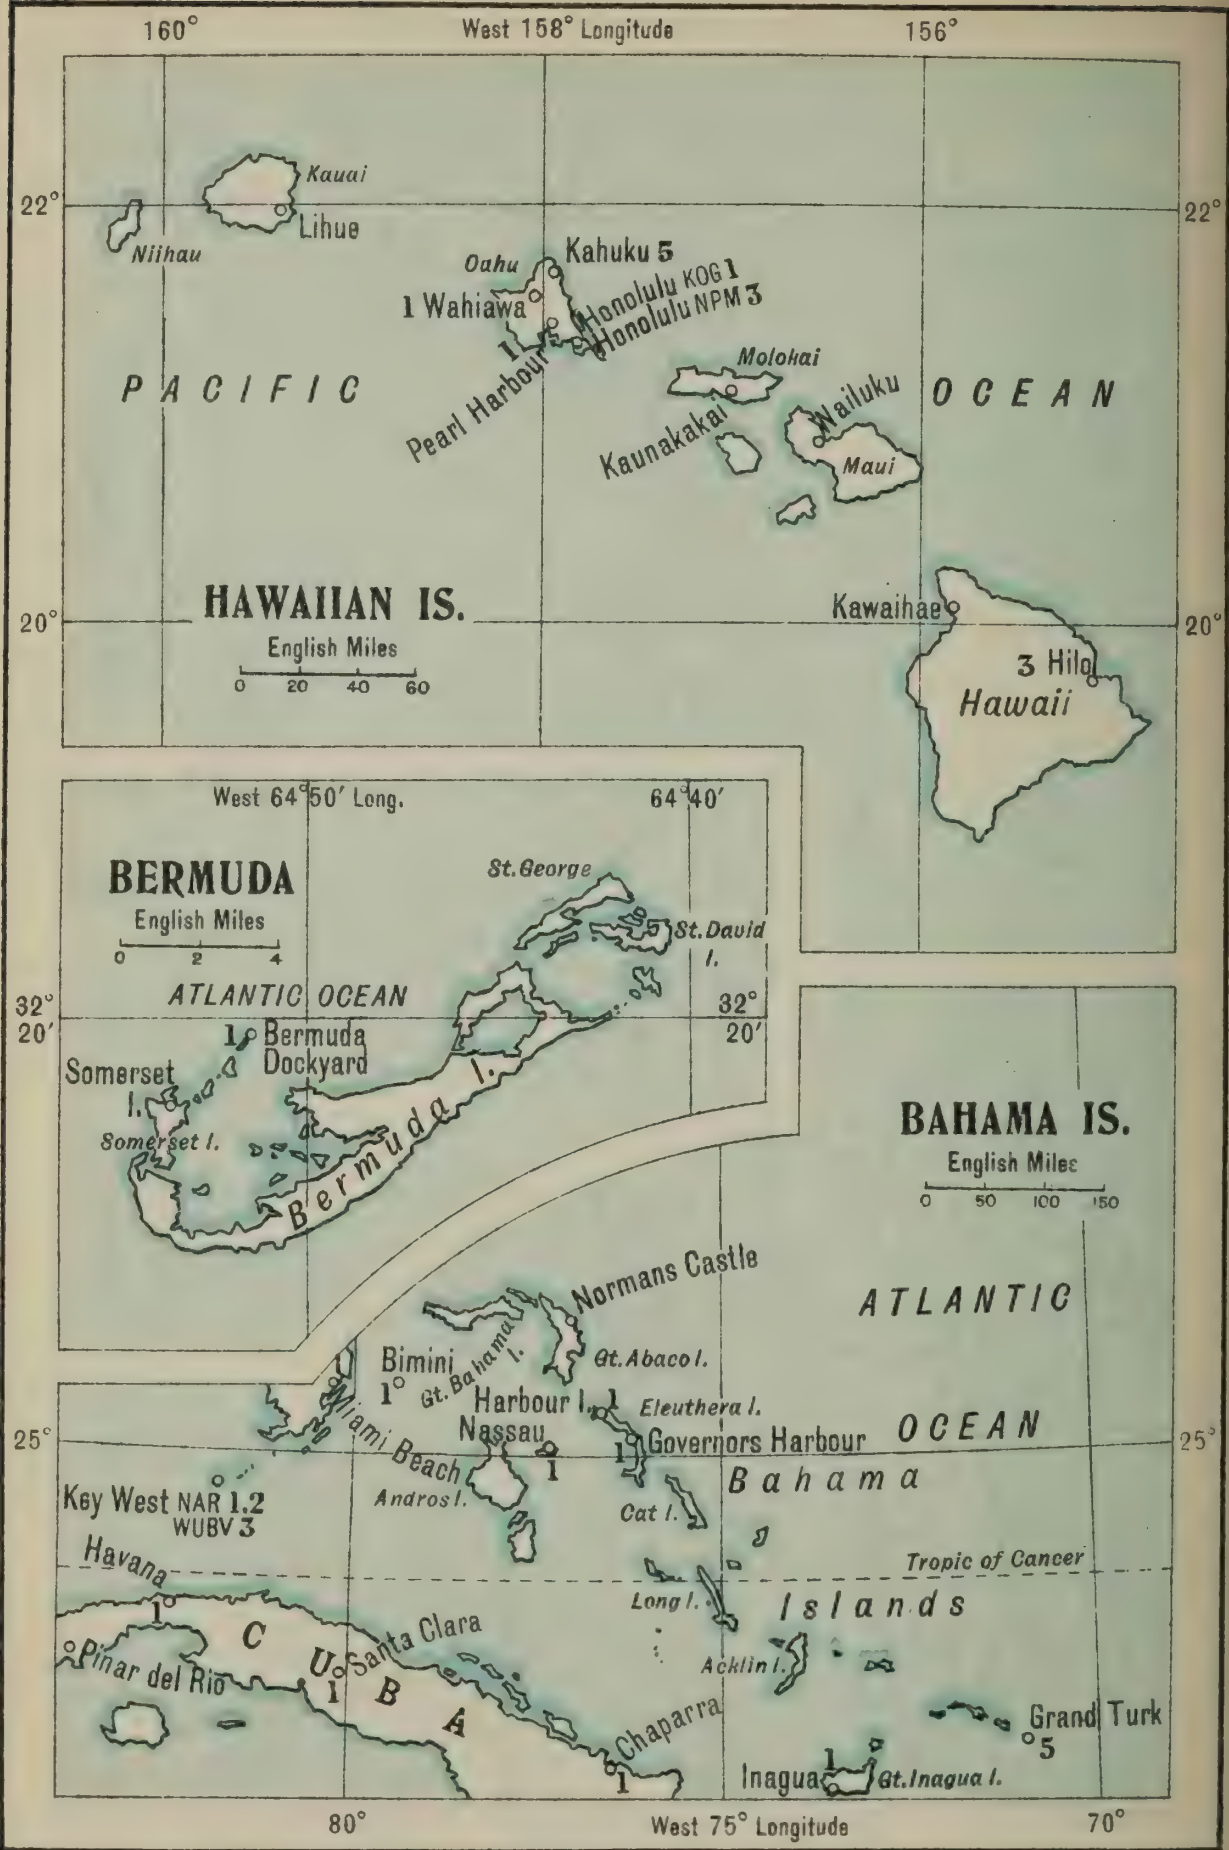 160° West 158° Longitude 156°
Kauai
22° 22°
Lihue
Niihau
Oahu Kahuku 5
1 Wahiawa
Honolulu KOG 1
Honolulu NPM 3
1
Pearl Harbour
Molokai
PACIFIC OCEAN
Wailuku
Kaunakakai
Maui
HAWAIIAN IS.
English Miles
0 20 40 60
20° 20°
Kawaihae
3 Hilo
Hawaii
West 64°50′ Long. 64°40′
BERMUDA
English Miles
0 2 4
St. George
St. David
I.
ATLANTIC OCEAN
32° 32°
20′ 20′
1 Bermuda
Dockyard
Somerset
I.
Somerset I.
Bermuda I.
BAHAMA IS.
English Miles
0 50 100 150
Normans Castle
ATLANTIC
Gt. Bahama
I.
Gt. Abaco I.
Bimini
1
1
Miami Beach
Harbour I. 1
Eleuthera I.
Nassau
1
Governors Harbour
1
OCEAN
25° 25°
Bahama
Key West NAR 1.2
WUBV 3
Andros I.
Cat I.
Havana
1
Tropic of Cancer
Long I.
Islands
CUBA
Santa Clara
1
Pinar del Rio
Acklin I.
Chaparra
1
Grand Turk
5
Inagua 1
Gt. Inagua I.
80° West 75° Longitude 70°